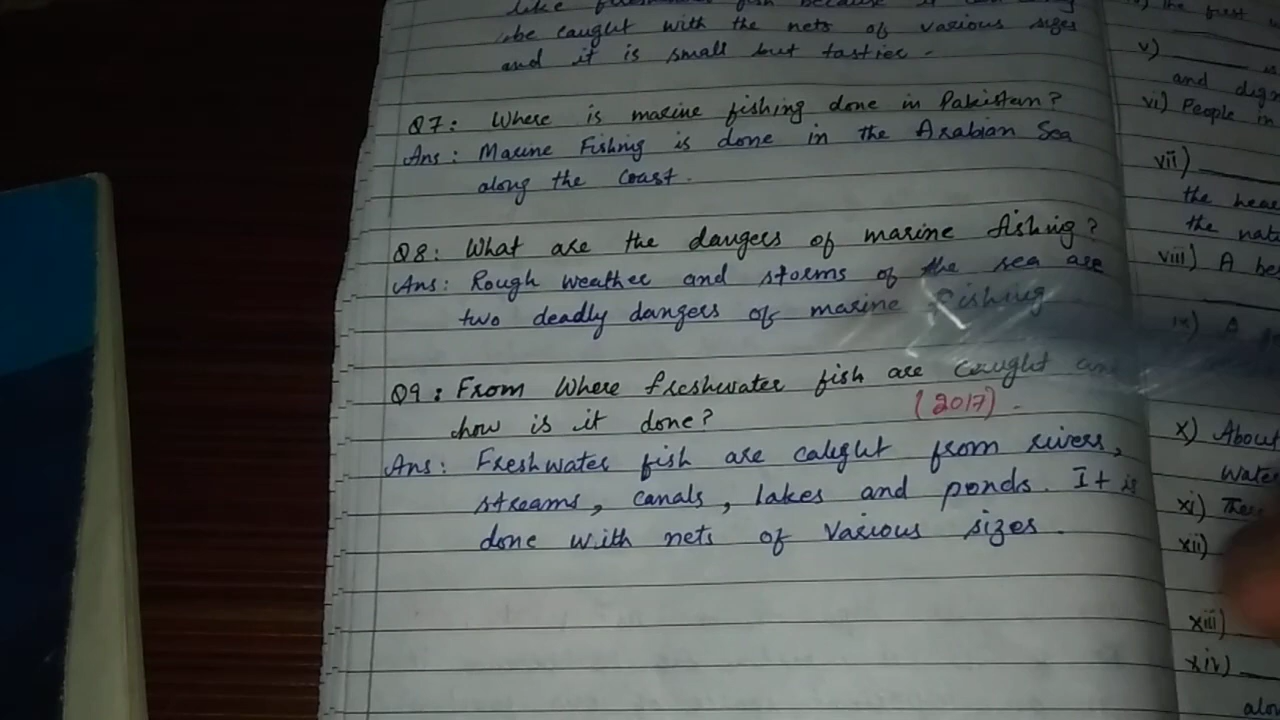 be caught with the nets of various sizes
and it is small but tastier.
Q7: Where is marine fishing done in Pakistan?
Ans: Marine Fishing is done in the Arabian Sea
along the Coast.
Q8: What are the dangers of marine fishing?
Ans: Rough weather and storms of the sea are
two deadly dangers of marine fishing
Q9: From Where freshwater fish are caught and
how is it done? (2017).
Ans: Freshwater fish are caught from rivers,
streams, canals, lakes and ponds. It is
done with nets of various sizes.
v)
and
vi) People in
vii)
the
the
viii) A
ix) A
x) About
Water
xi)
xii)
xiii)
xiv)